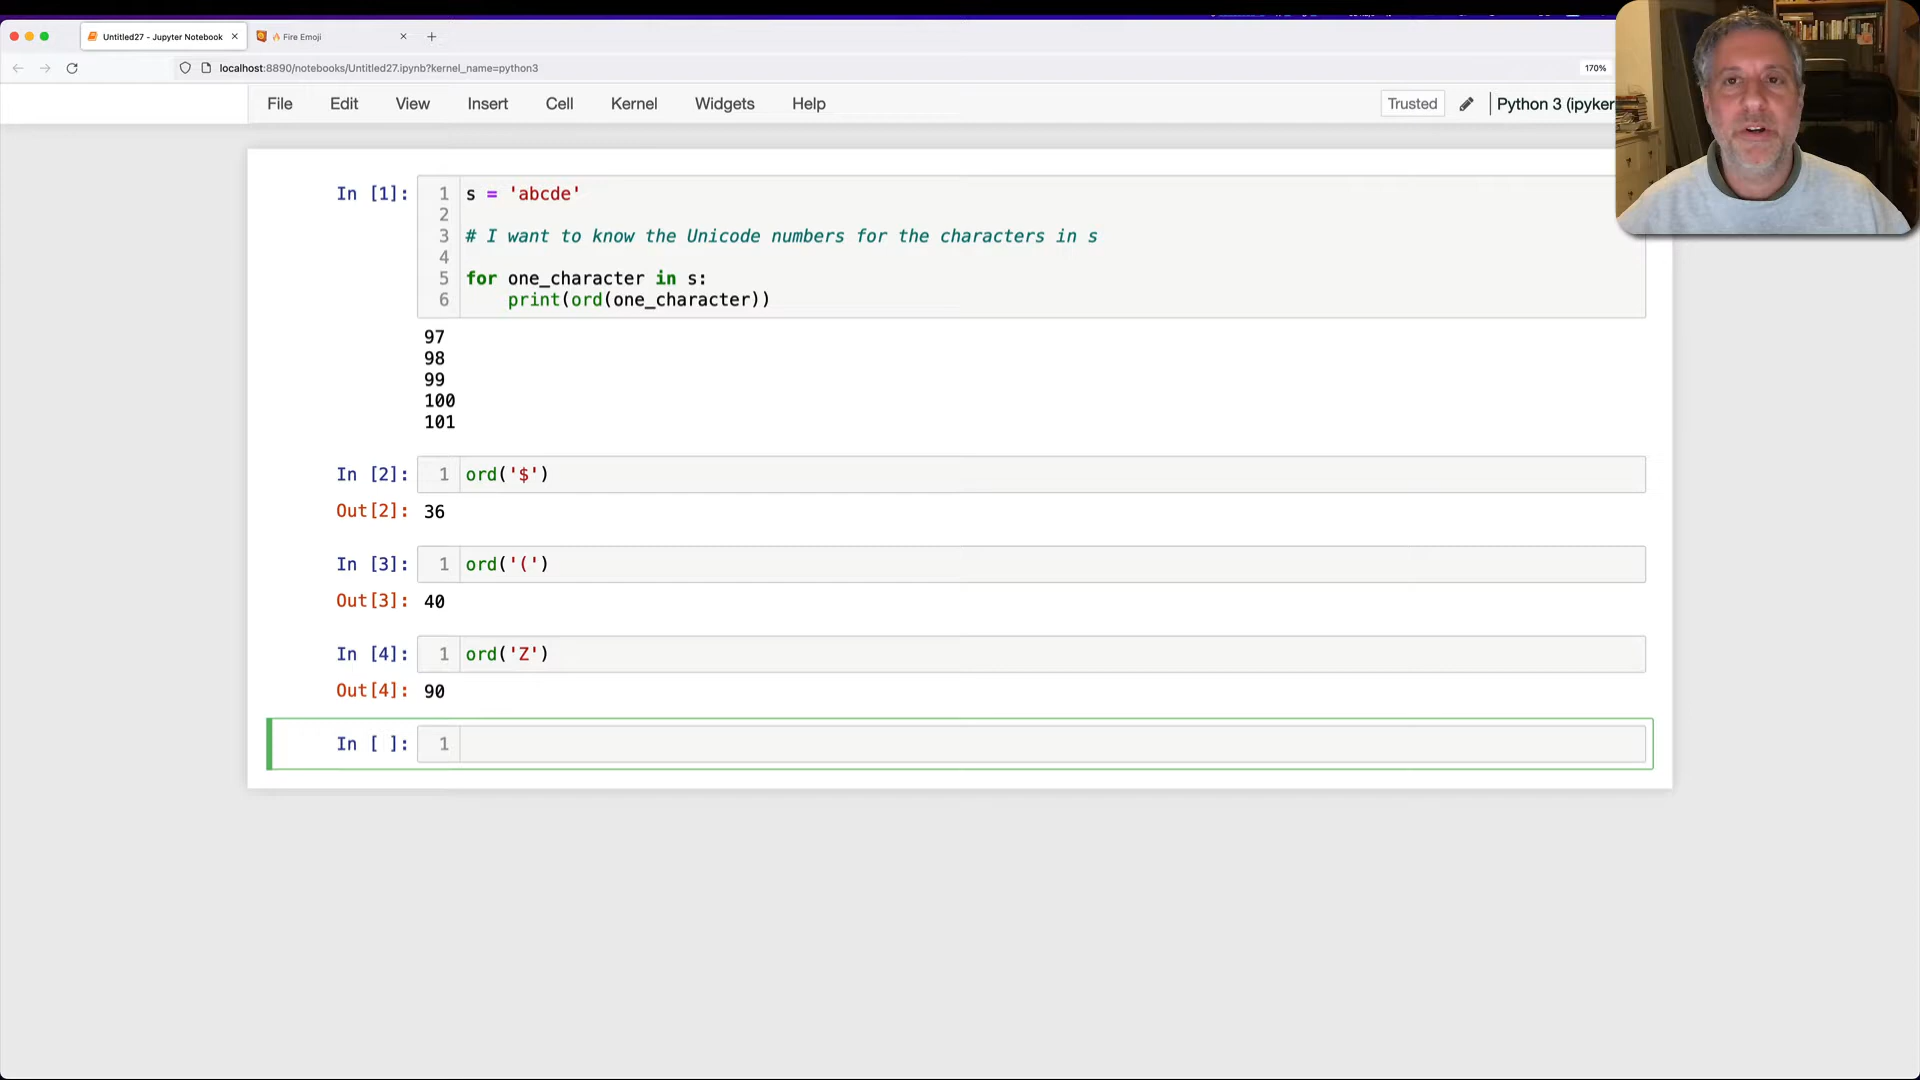 Untitled27 - Jupyter Notebook
🔥 Fire Emoji
localhost:8890/notebooks/Untitled27.ipynb?kernel_name=python3
170%
File Edit View Insert Cell Kernel Widgets Help
Trusted
Python 3 (ipyker
In [1]:
1 s = 'abcde'
2
3 # I want to know the Unicode numbers for the characters in s
4
5 for one_character in s:
6 print(ord(one_character))
97
98
99
100
101
In [2]: 1 ord('$')
Out[2]: 36
In [3]: 1 ord('(')
Out[3]: 40
In [4]: 1 ord('Z')
Out[4]: 90
In [ ]: 1